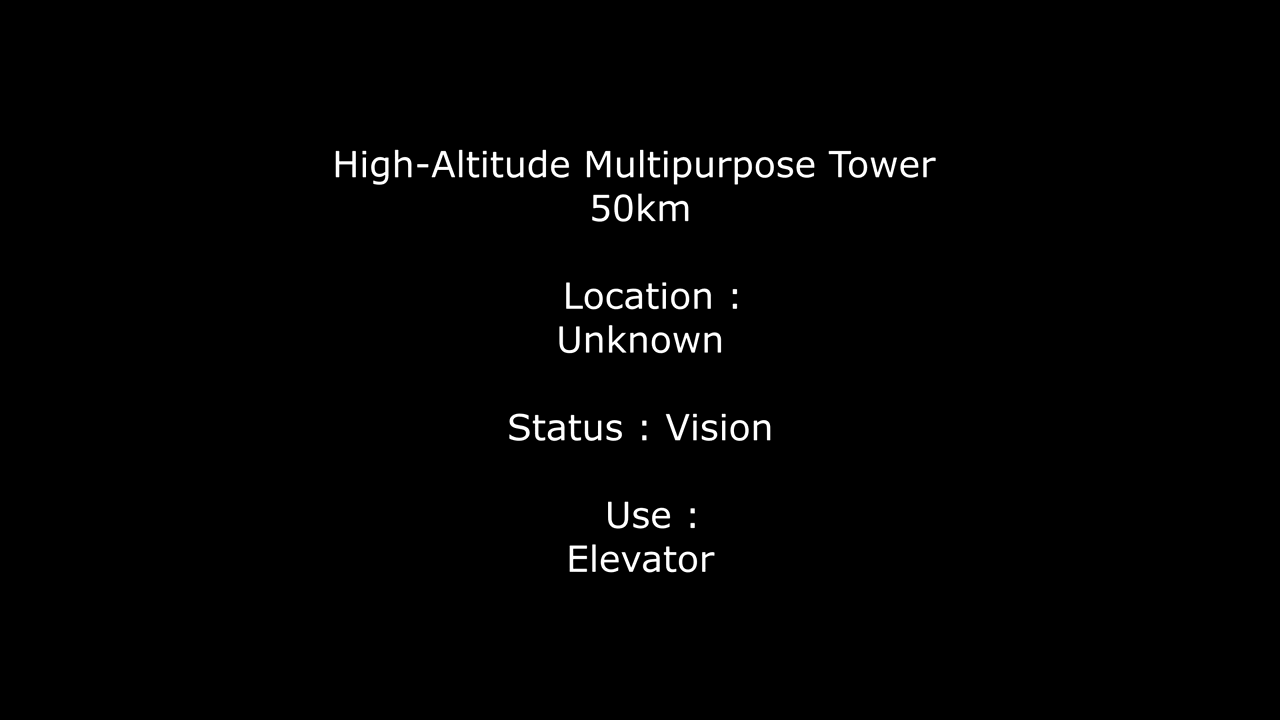 High-Altitude Multipurpose Tower
50km
Location :
Unknown
Status : Vision
Use :
Elevator